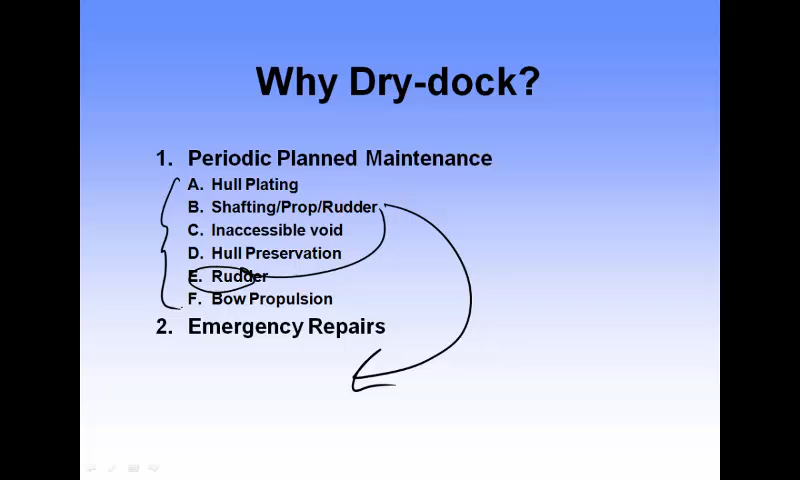 Why Dry-dock?
1. Periodic Planned Maintenance
A. Hull Plating
B. Shafting/Prop/Rudder
C. Inaccessible void
D. Hull Preservation
E. Rudder
F. Bow Propulsion
2. Emergency Repairs